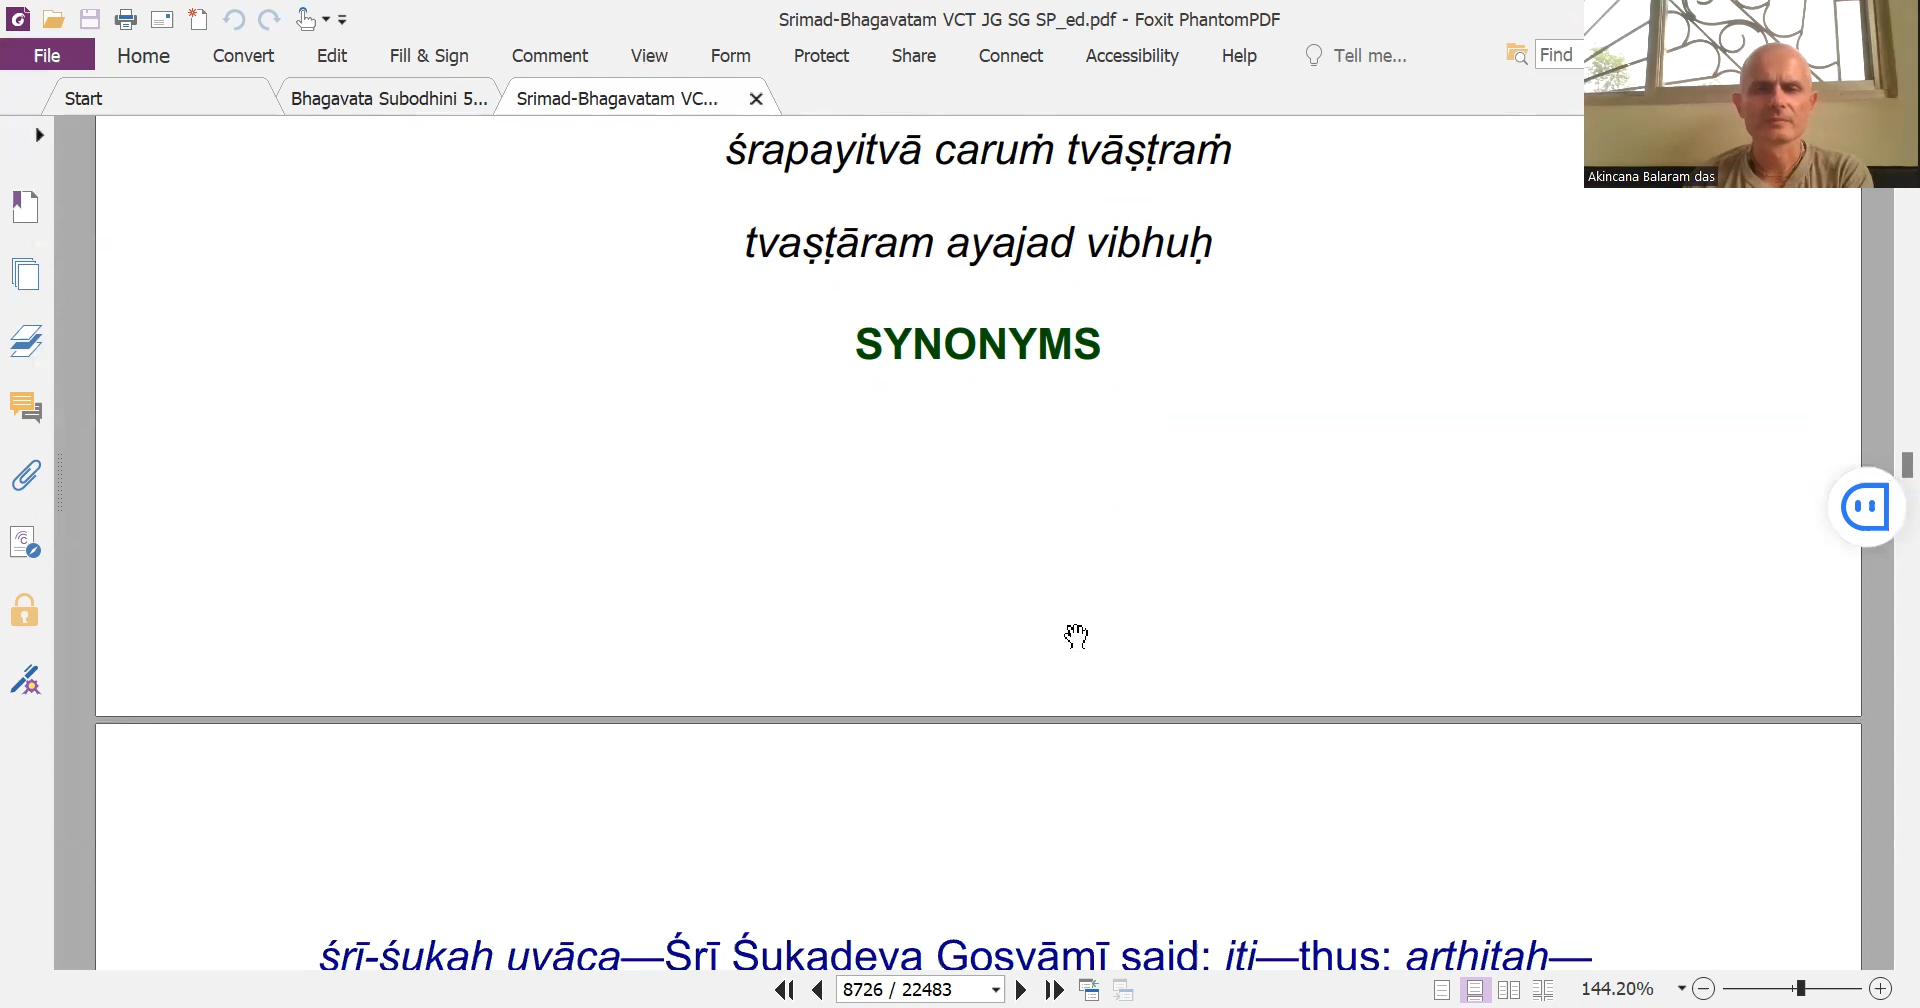 Srimad-Bhagavatam VCT JG SG SP_ed.pdf - Foxit PhantomPDF
File Home Convert Edit Fill & Sign Comment View Form Protect Share Connect Accessibility Help Tell me... Find
Start Bhagavata Subodhini 5... Srimad-Bhagavatam VC...
Akincana Balaram das
śrapayitvā caruṁ tvāṣṭraṁ
tvaṣṭāram ayajad vibhuḥ
SYNONYMS
śrī-śukaḥ uvāca—Śrī Śukadeva Gosvāmī said; iti—thus; arthitaḥ—
8726 / 22483 144.20%